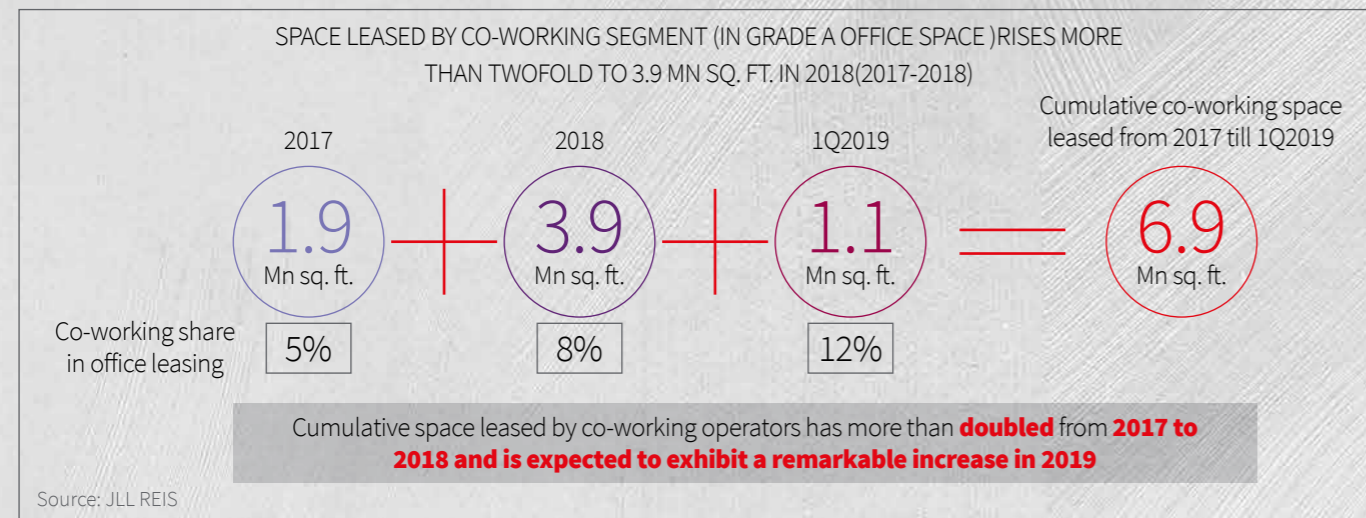 SPACE LEASED BY CO-WORKING SEGMENT (IN GRADE A OFFICE SPACE )RISES MORE
THAN TWOFOLD TO 3.9 MN SQ. FT. IN 2018(2017-2018)
2017
1.9
Mn sq. ft.
2018
3.9
Mn sq. ft.
1Q2019
1.1
Mn sq. ft.
Cumulative co-working space
leased from 2017 till 1Q2019
6.9
Mn sq. ft.
Co-working share
in office leasing
5%
8%
12%
Cumulative space leased by co-working operators has more than doubled from 2017 to
2018 and is expected to exhibit a remarkable increase in 2019
Source: JLL REIS